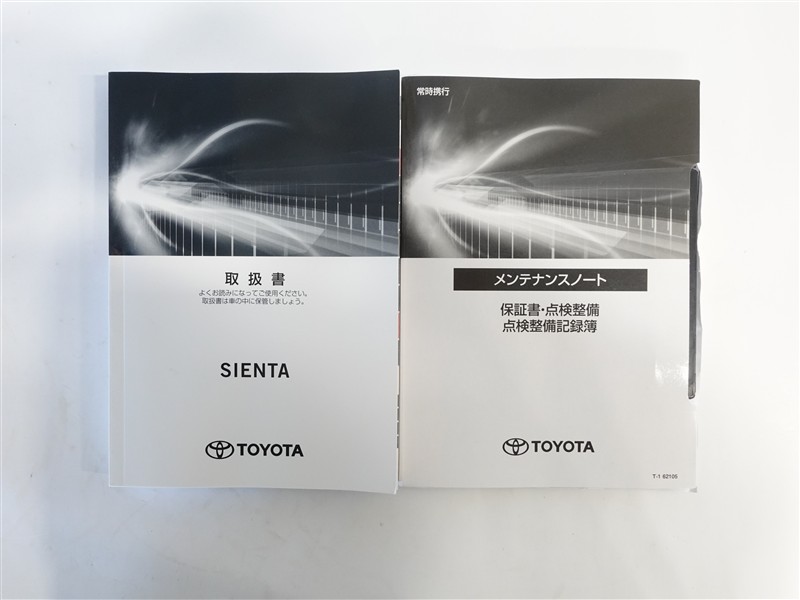 取扱書
よくお読みになってご使用ください。
取扱書は車の中に保管しましょう。
SIENTA
TOYOTA
常時携行
メンテナンスノート
保証書・点検整備
点検整備記録簿
TOYOTA
T-1 62105